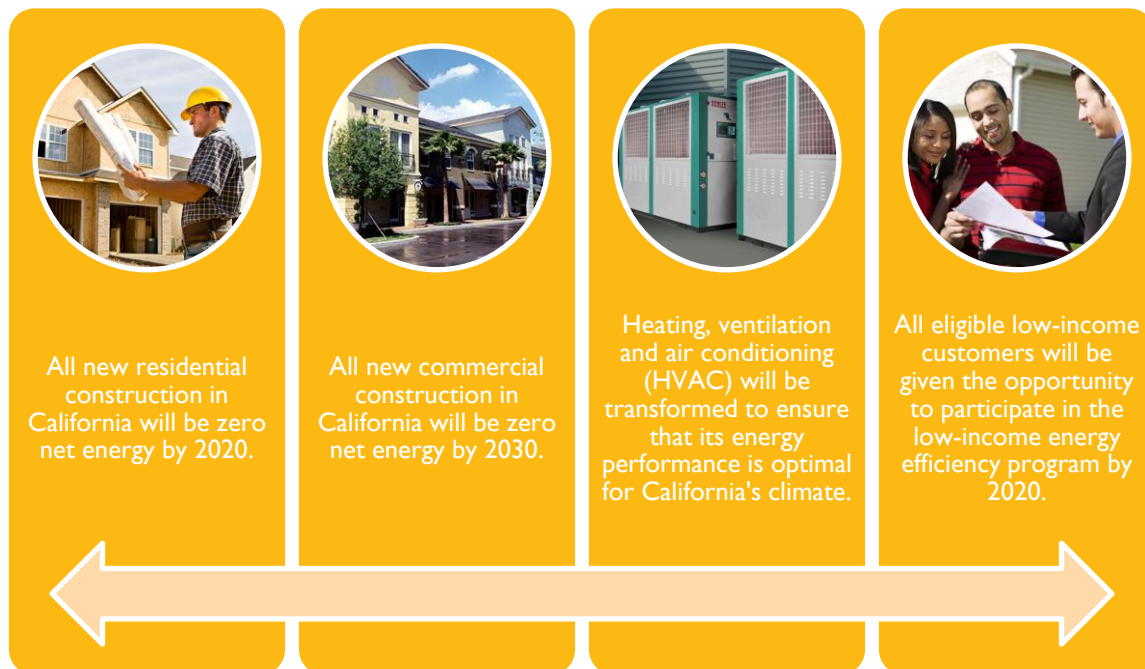 All new residential
construction in
California will be zero
net energy by 2020.
All new commercial
construction in
California will be zero
net energy by 2030.
Heating, ventilation
and air conditioning
(HVAC) will be
transformed to ensure
that its energy
performance is optimal
for California's climate.
All eligible low-income
customers will be
given the opportunity
to participate in the
low-income energy
efficiency program by
2020.